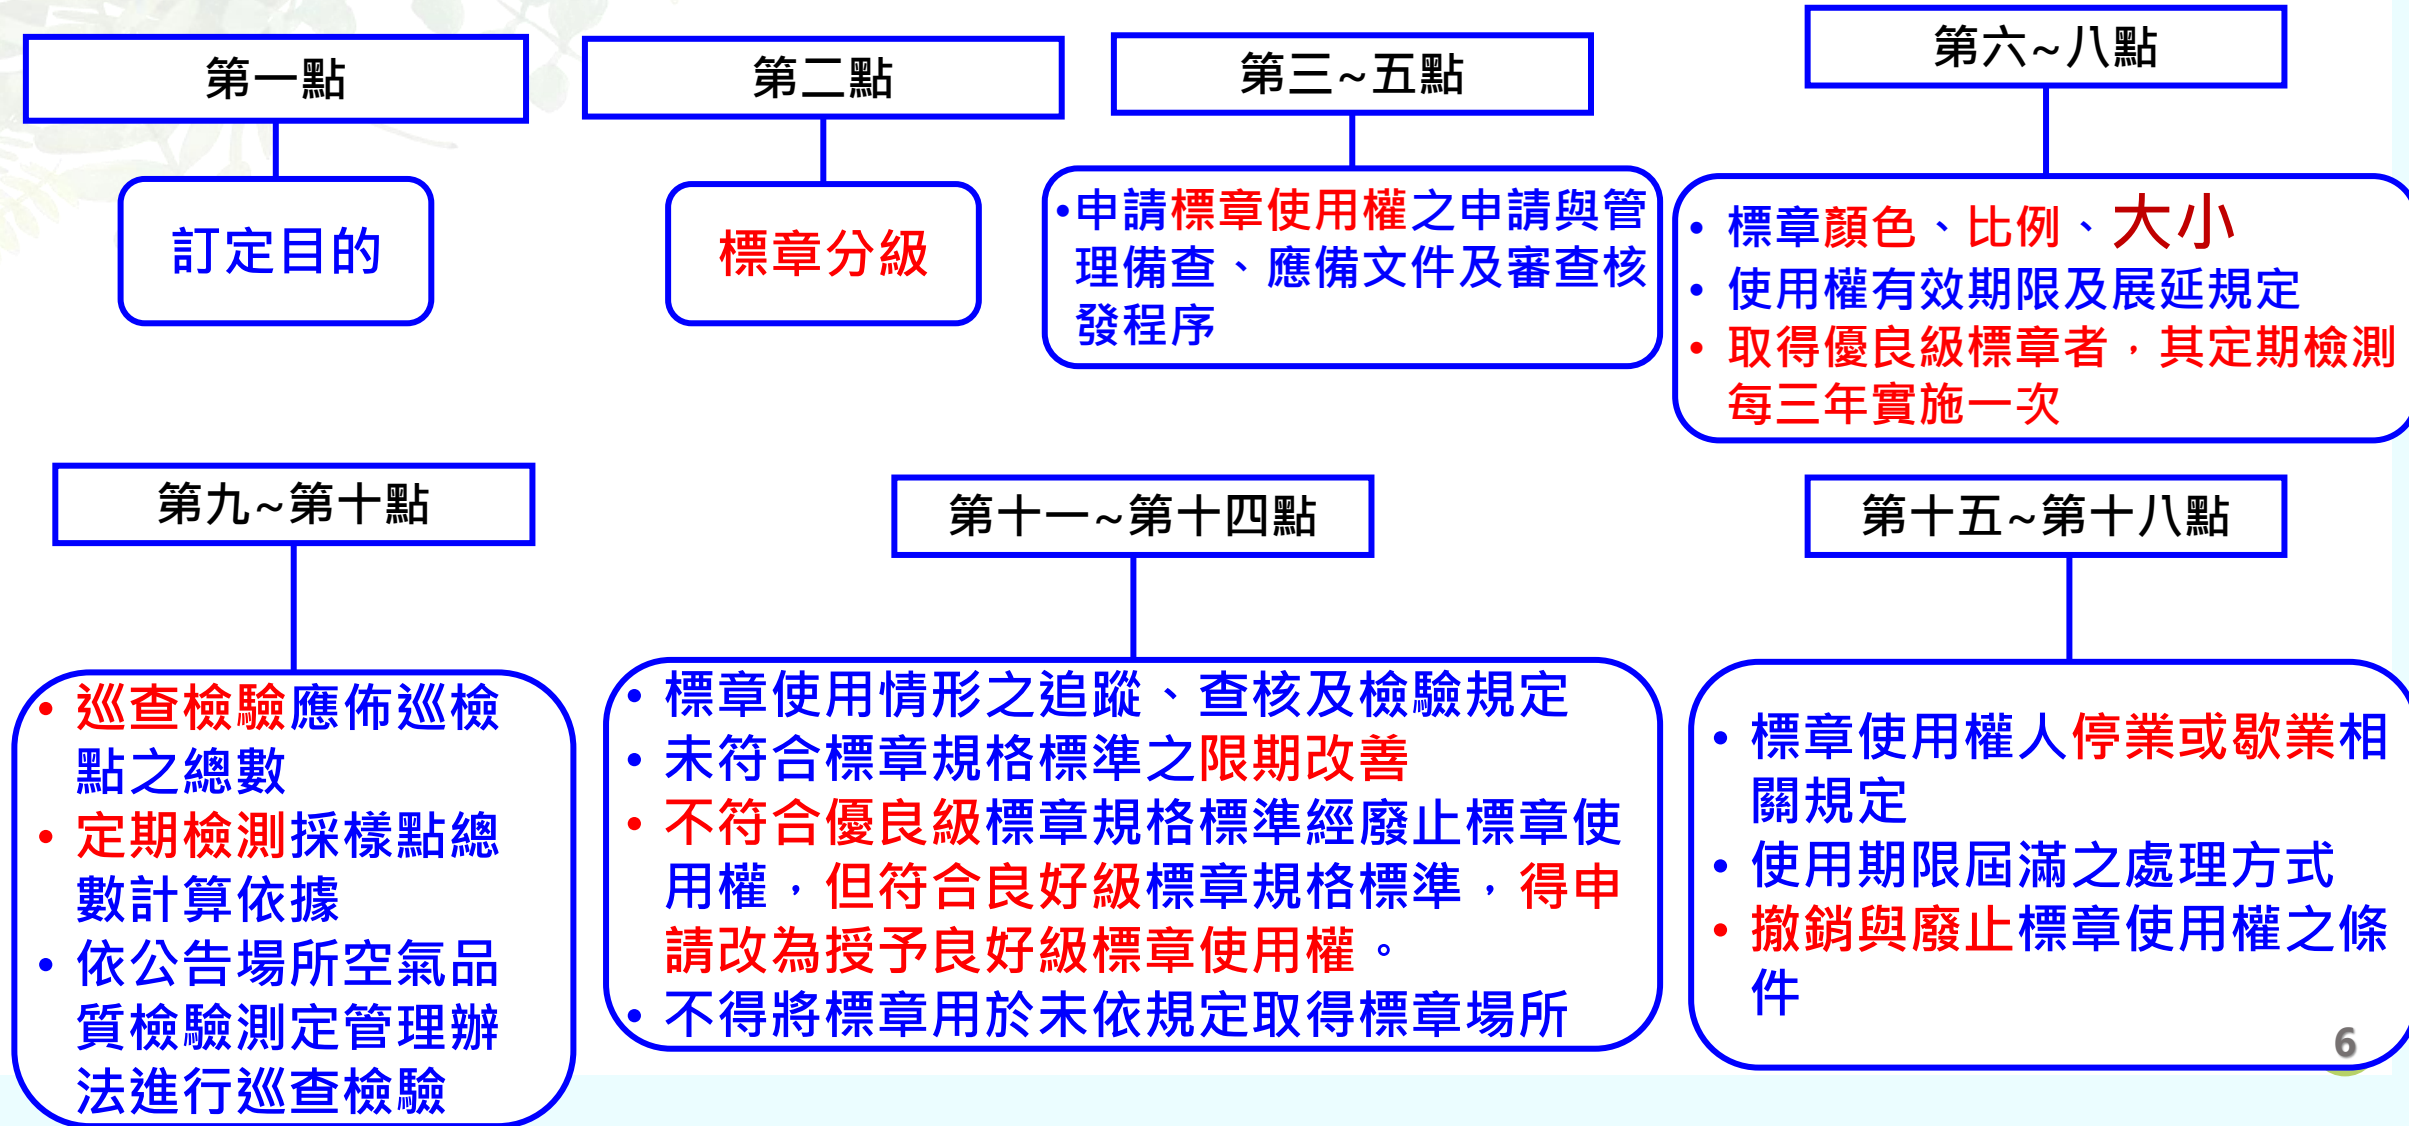 第一點
訂定目的
第二點
標章分級
第三~五點
•申請標章使用權之申請與管
理備查、應備文件及審查核
發程序
第六~八點
• 標章顏色、比例、大小
• 使用權有效期限及展延規定
• 取得優良級標章者，其定期檢測
每三年實施一次
第九~第十點
• 巡查檢驗應佈巡檢
點之總數
• 定期檢測採樣點總
數計算依據
• 依公告場所空氣品
質檢驗測定管理辦
法進行巡查檢驗
第十一~第十四點
• 標章使用情形之追蹤、查核及檢驗規定
• 未符合標章規格標準之限期改善
• 不符合優良級標章規格標準經廢止標章使
用權，但符合良好級標章規格標準，得申
請改為授予良好級標章使用權。
• 不得將標章用於未依規定取得標章場所
第十五~第十八點
• 標章使用權人停業或歇業相
關規定
• 使用期限屆滿之處理方式
• 撤銷與廢止標章使用權之條
件
6